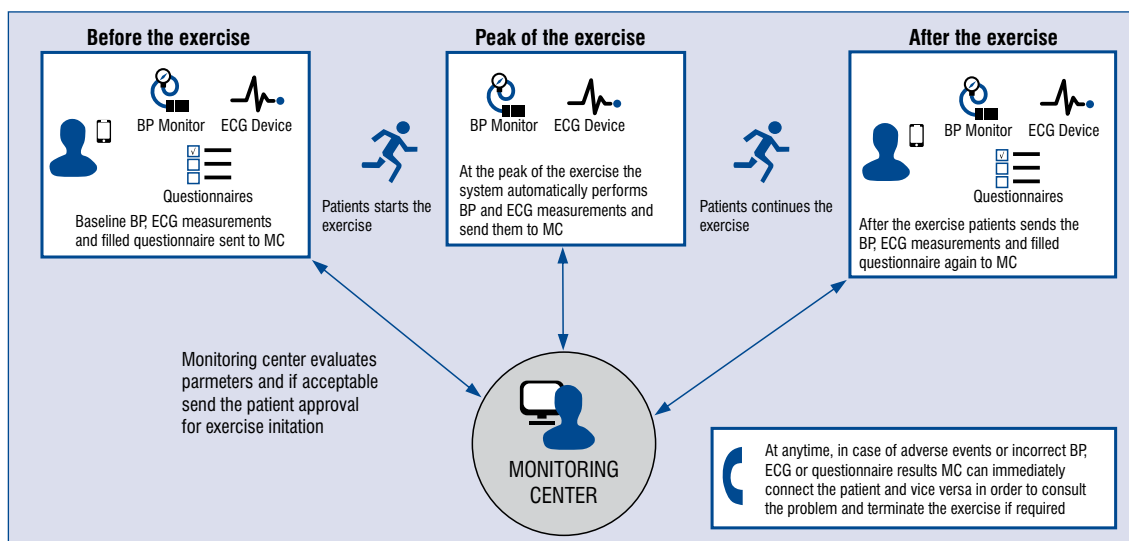 Before the exercise
BP Monitor
ECG Device
Questionnaires
Baseline BP, ECG measurements
and filled questionnaire sent to MC
Patients starts the
exercise
Peak of the exercise
BP Monitor
ECG Device
At the peak of the exercise the
system automatically performs
BP and ECG measurements and
send them to MC
Patients continues the
exercise
After the exercise
BP Monitor
ECG Device
Questionnaires
After the exercise patients sends the
BP, ECG measurements and filled
questionnaire again to MC
Monitoring center evaluates
parmeters and if acceptable
send the patient approval
for exercise initation
MONITORING
CENTER
At anytime, in case of adverse events or incorrect BP,
ECG or questionnaire results MC can immediately
connect the patient and vice versa in order to consult
the problem and terminate the exercise if required